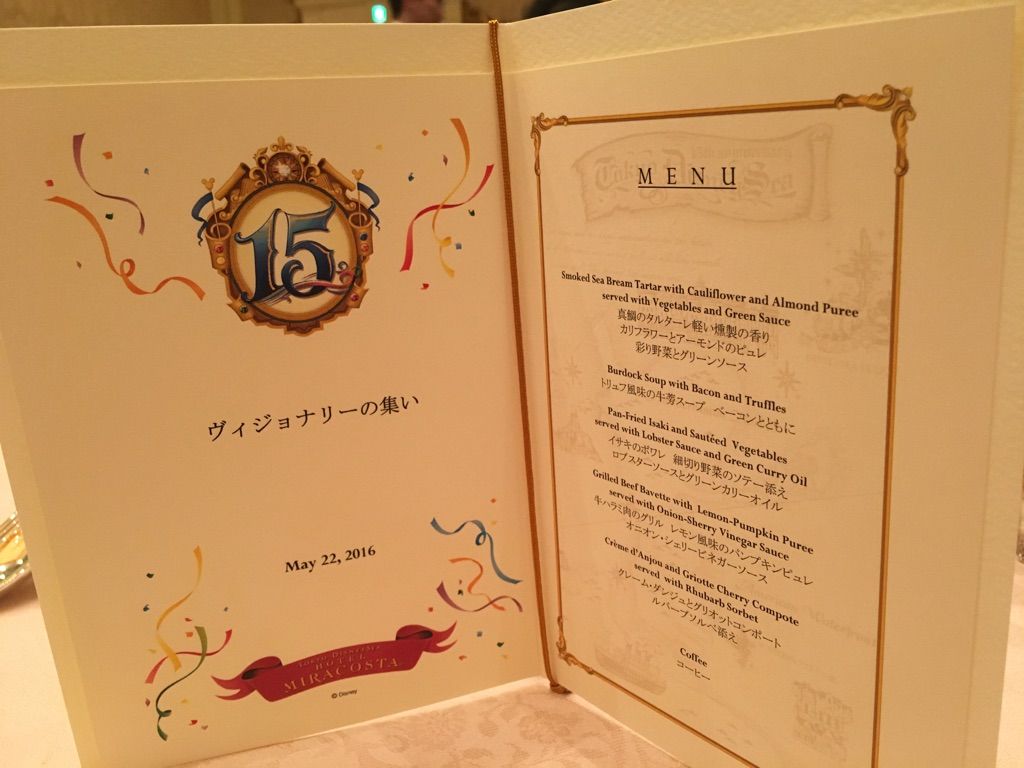 15
ヴィジョナリーの集い
May 22, 2016
TOKYO DISNEYSEA
HOTEL
MIRACOSTA
© Disney
MENU
Smoked Sea Bream Tartar with Cauliflower and Almond Puree
served with Vegetables and Green Sauce
真鯛のタルターレ軽い燻製の香り
カリフラワーとアーモンドのピュレ
彩り野菜とグリーンソース
Burdock Soup with Bacon and Truffles
トリュフ風味の牛蒡スープ ベーコンとともに
Pan-Fried Isaki and Sautéed Vegetables
served with Lobster Sauce and Green Curry Oil
イサキのポワレ 細切り野菜のソテー添え
ロブスターソースとグリーンカリーオイル
Grilled Beef Bavette with Lemon-Pumpkin Puree
served with Onion-Sherry Vinegar Sauce
牛ハラミ肉のグリル レモン風味のパンプキンピュレ
オニオン・シェリービネガーソース
Crème d'Anjou and Griotte Cherry Compote
served with Rhubarb Sorbet
クレーム・ダンジュとグリオットコンポート
ルバーブソルベ添え
Coffee
コーヒー